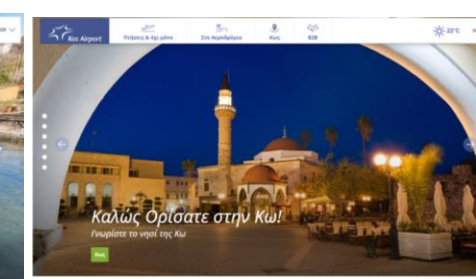 Kos Airport
Πτήσεις & όχι μόνο
Στο Αεροδρόμιο
Κως
B2B
22°C
Καλώς Ορίσατε στην Κω!
Γνωρίστε το νησί της Κω
Κως